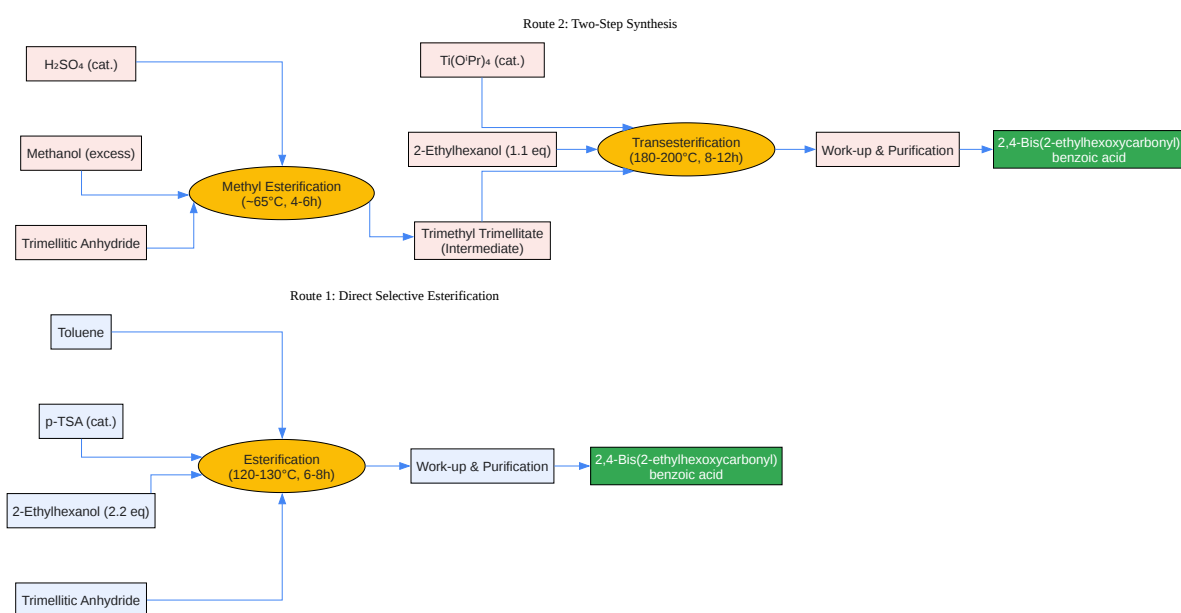 Route 2: Two-Step Synthesis
H₂SO₄ (cat.)
Methanol (excess)
Trimellitic Anhydride
Methyl Esterification
(~65°C, 4-6h)
Ti(OⁱPr)₄ (cat.)
2-Ethylhexanol (1.1 eq)
Trimethyl Trimellitate
(Intermediate)
Transesterification
(180-200°C, 8-12h)
Work-up & Purification
2,4-Bis(2-ethylhexoxycarbonyl)
benzoic acid
Route 1: Direct Selective Esterification
Toluene
p-TSA (cat.)
2-Ethylhexanol (2.2 eq)
Trimellitic Anhydride
Esterification
(120-130°C, 6-8h)
Work-up & Purification
2,4-Bis(2-ethylhexoxycarbonyl)
benzoic acid